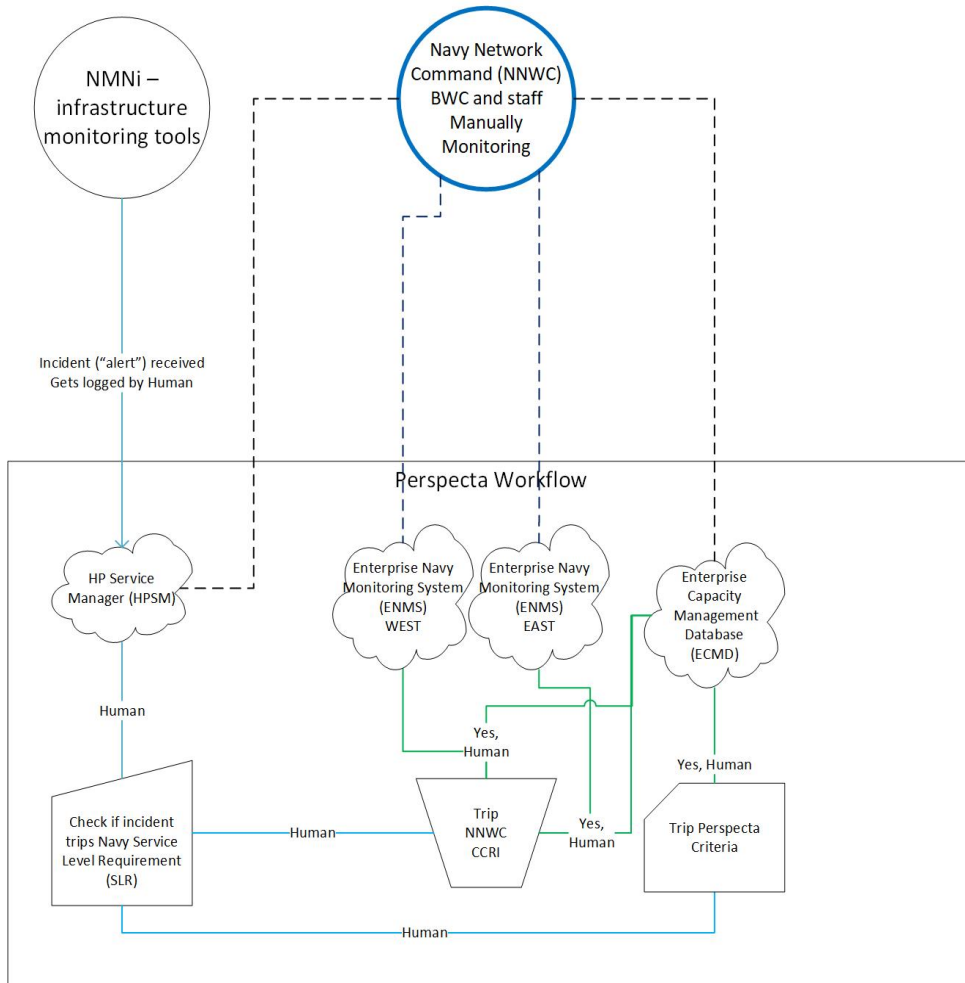 NMNi –
infrastructure
monitoring tools
Navy Network
Command (NNWC)
BWC and staff
Manually
Monitoring
Incident (“alert”) received
Gets logged by Human
Perspecta Workflow
HP Service
Manager (HPSM)
Enterprise Navy
Monitoring System
(ENMS)
WEST
Enterprise Navy
Monitoring System
(ENMS)
EAST
Enterprise
Capacity
Management
Database
(ECMD)
Human
Yes,
Human
Yes, Human
Check if incident
trips Navy Service
Level Requirement
(SLR)
Human
Trip
NNWC
CCRI
Yes,
Human
Trip Perspecta
Criteria
Human